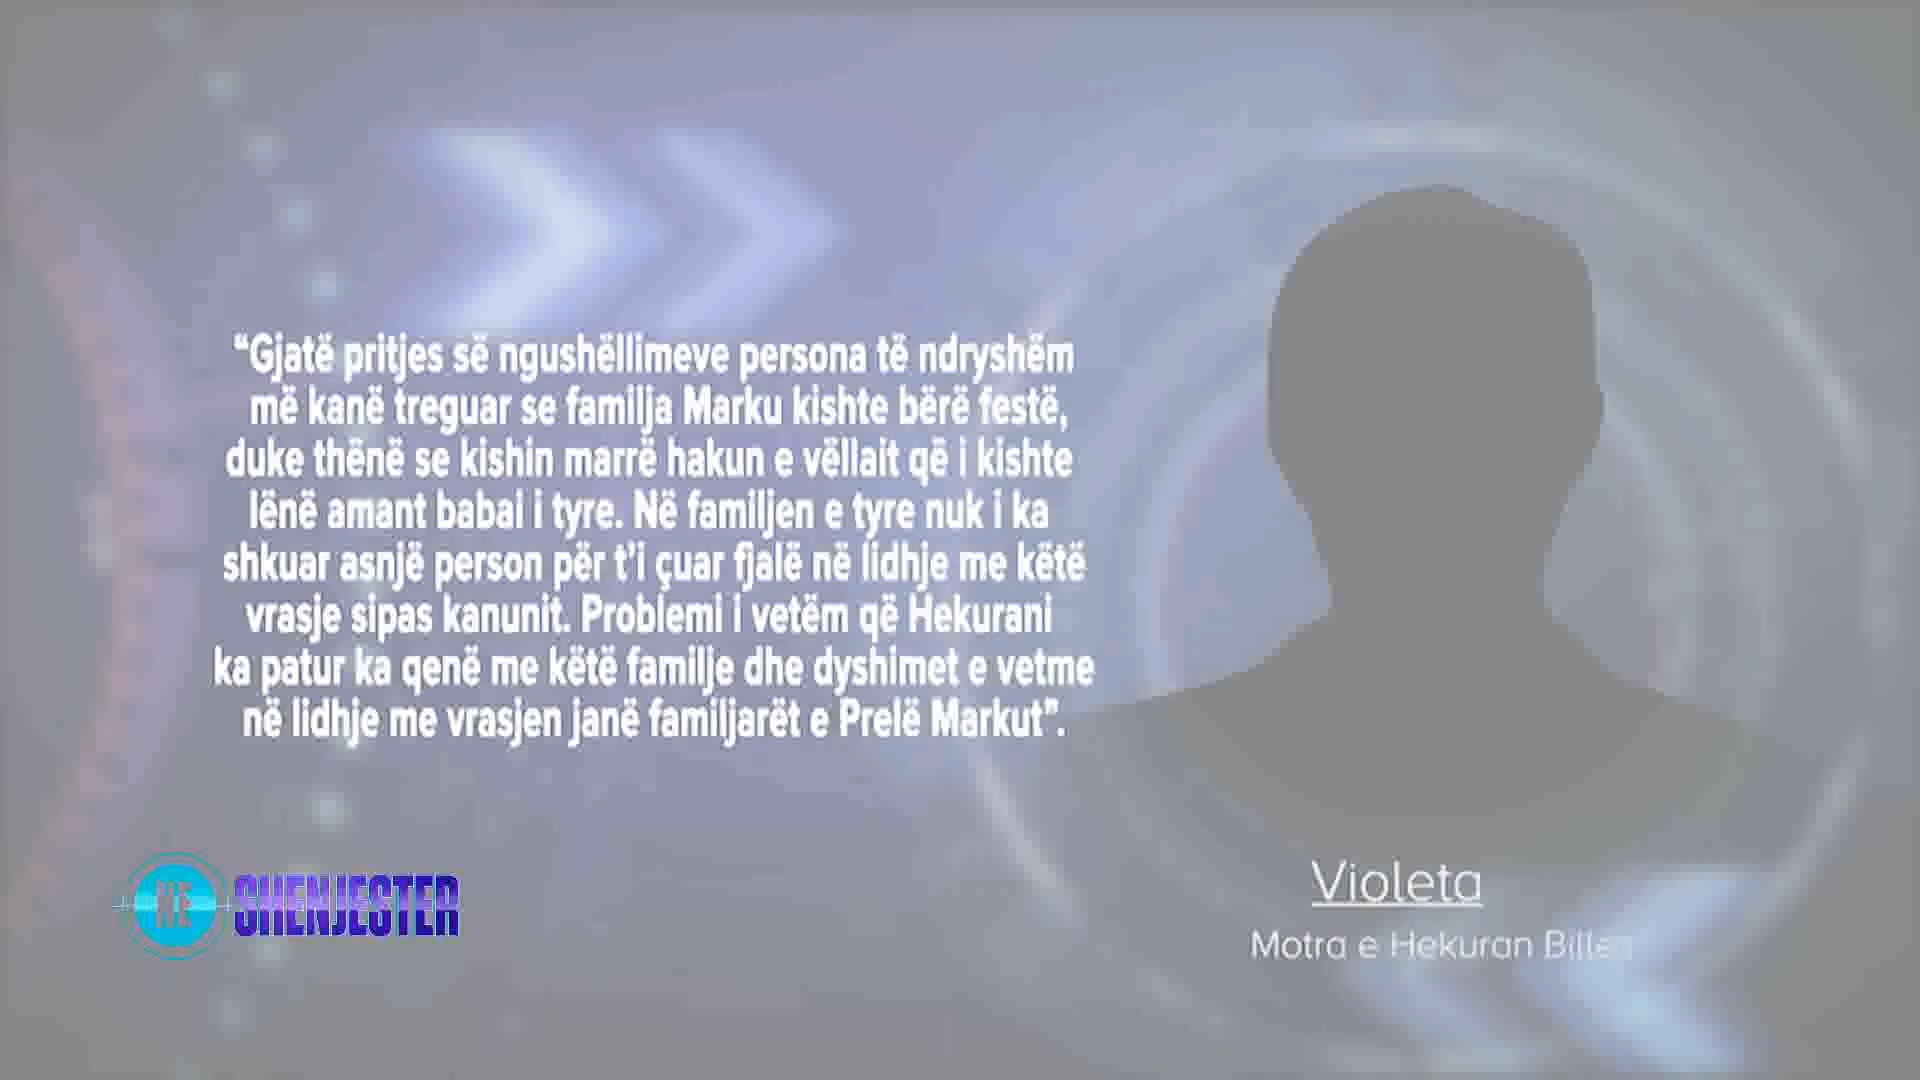 “Gjatë pritjes së ngushëllimeve persona të ndryshëm
më kanë treguar se familja Marku kishte bërë festë,
duke thënë se kishin marrë hakun e vëllait që i kishte
lënë amant babai i tyre. Në familjen e tyre nuk i ka
shkuar asnjë person për t’i çuar fjalë në lidhje me këtë
vrasje sipas kanunit. Problemi i vetëm që Hekurani
ka patur ka qenë me këtë familje dhe dyshimet e vetme
në lidhje me vrasjen janë familjarët e Prelë Markut”.
NE SHENJESTER
Violeta
Motra e Hekuran